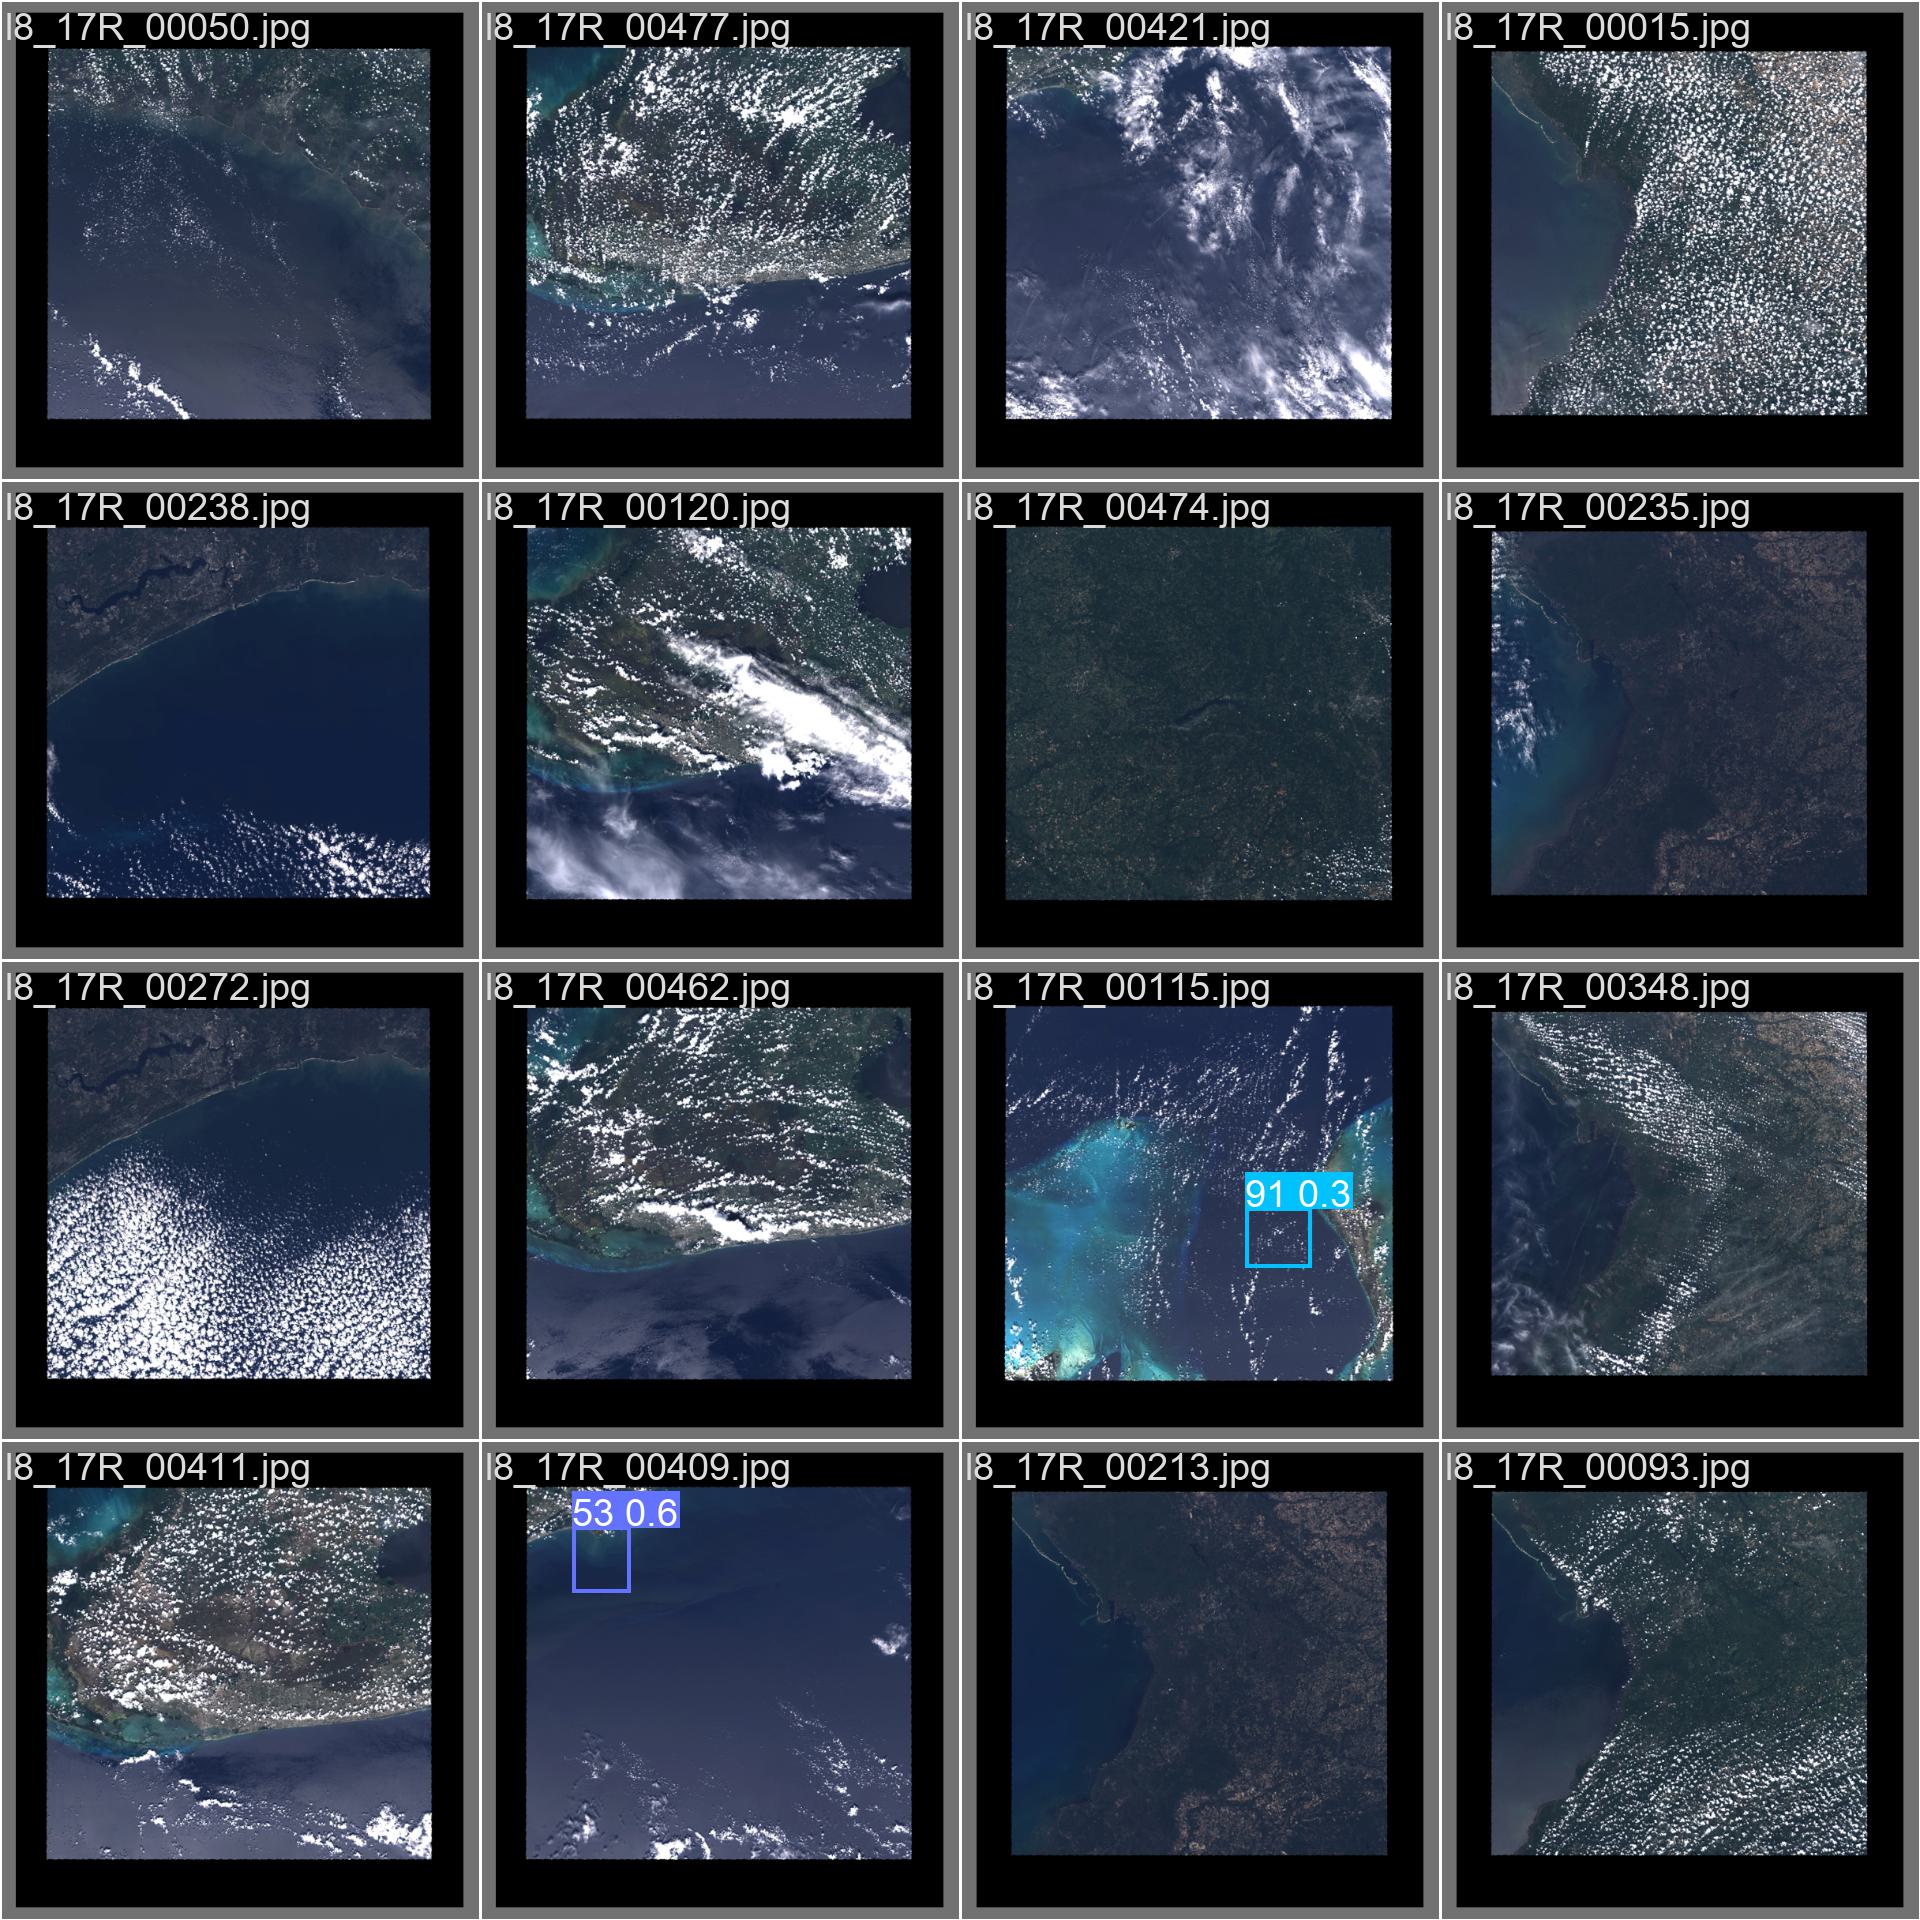 l8_17R_00050.jpg
l8_17R_00477.jpg
l8_17R_00421.jpg
l8_17R_00015.jpg
l8_17R_00238.jpg
l8_17R_00120.jpg
l8_17R_00474.jpg
l8_17R_00235.jpg
l8_17R_00272.jpg
l8_17R_00462.jpg
l8_17R_00115.jpg
l8_17R_00348.jpg
91 0.3
l8_17R_00411.jpg
l8_17R_00409.jpg
l8_17R_00213.jpg
l8_17R_00093.jpg
53 0.6